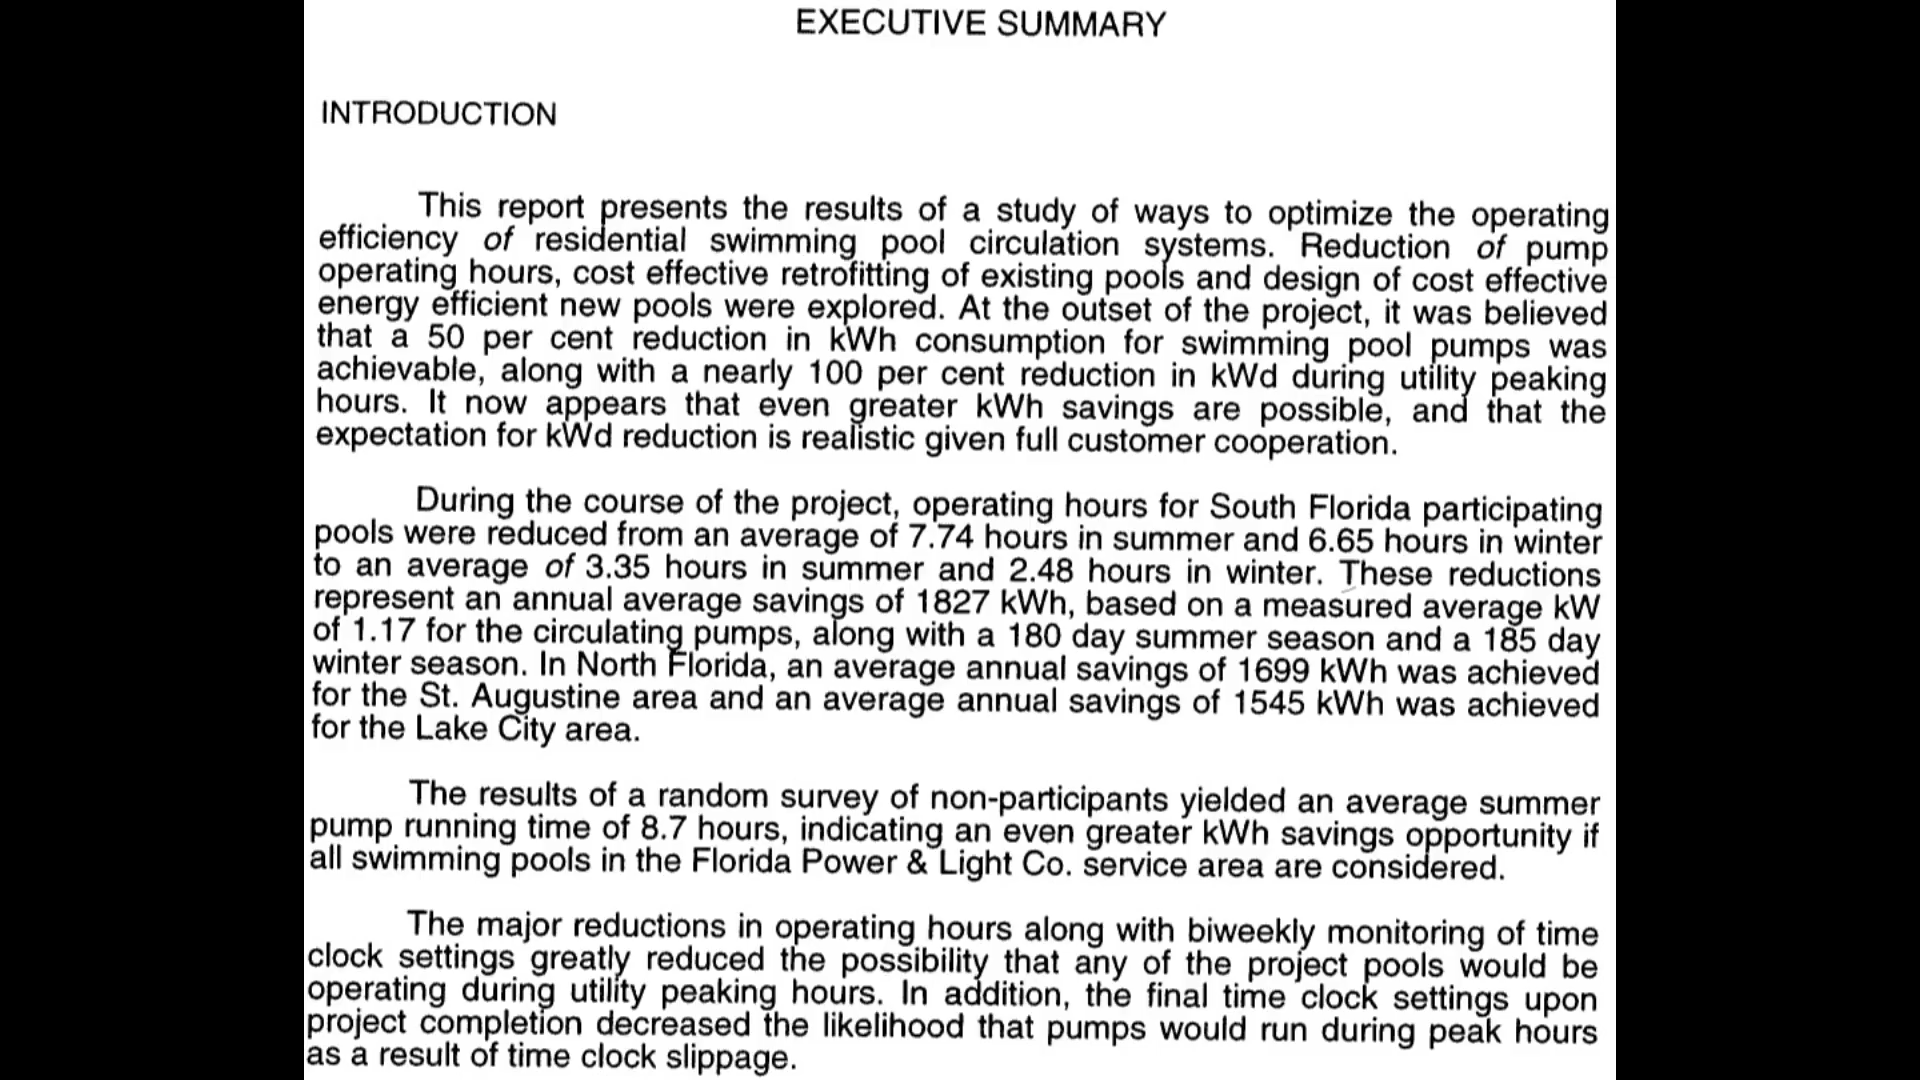 EXECUTIVE SUMMARY
INTRODUCTION
This report presents the results of a study of ways to optimize the operating
efficiency of residential swimming pool circulation systems. Reduction of pump
operating hours, cost effective retrofitting of existing pools and design of cost effective
energy efficient new pools were explored. At the outset of the project, it was believed
that a 50 per cent reduction in kWh consumption for swimming pool pumps was
achievable, along with a nearly 100 per cent reduction in kWd during utility peaking
hours. It now appears that even greater kWh savings are possible, and that the
expectation for kWd reduction is realistic given full customer cooperation.
During the course of the project, operating hours for South Florida participating
pools were reduced from an average of 7.74 hours in summer and 6.65 hours in winter
to an average of 3.35 hours in summer and 2.48 hours in winter. These reductions
represent an annual average savings of 1827 kWh, based on a measured average kW
of 1.17 for the circulating pumps, along with a 180 day summer season and a 185 day
winter season. In North Florida, an average annual savings of 1699 kWh was achieved
for the St. Augustine area and an average annual savings of 1545 kWh was achieved
for the Lake City area.
The results of a random survey of non-participants yielded an average summer
pump running time of 8.7 hours, indicating an even greater kWh savings opportunity if
all swimming pools in the Florida Power & Light Co. service area are considered.
The major reductions in operating hours along with biweekly monitoring of time
clock settings greatly reduced the possibility that any of the project pools would be
operating during utility peaking hours. In addition, the final time clock settings upon
project completion decreased the likelihood that pumps would run during peak hours
as a result of time clock slippage.